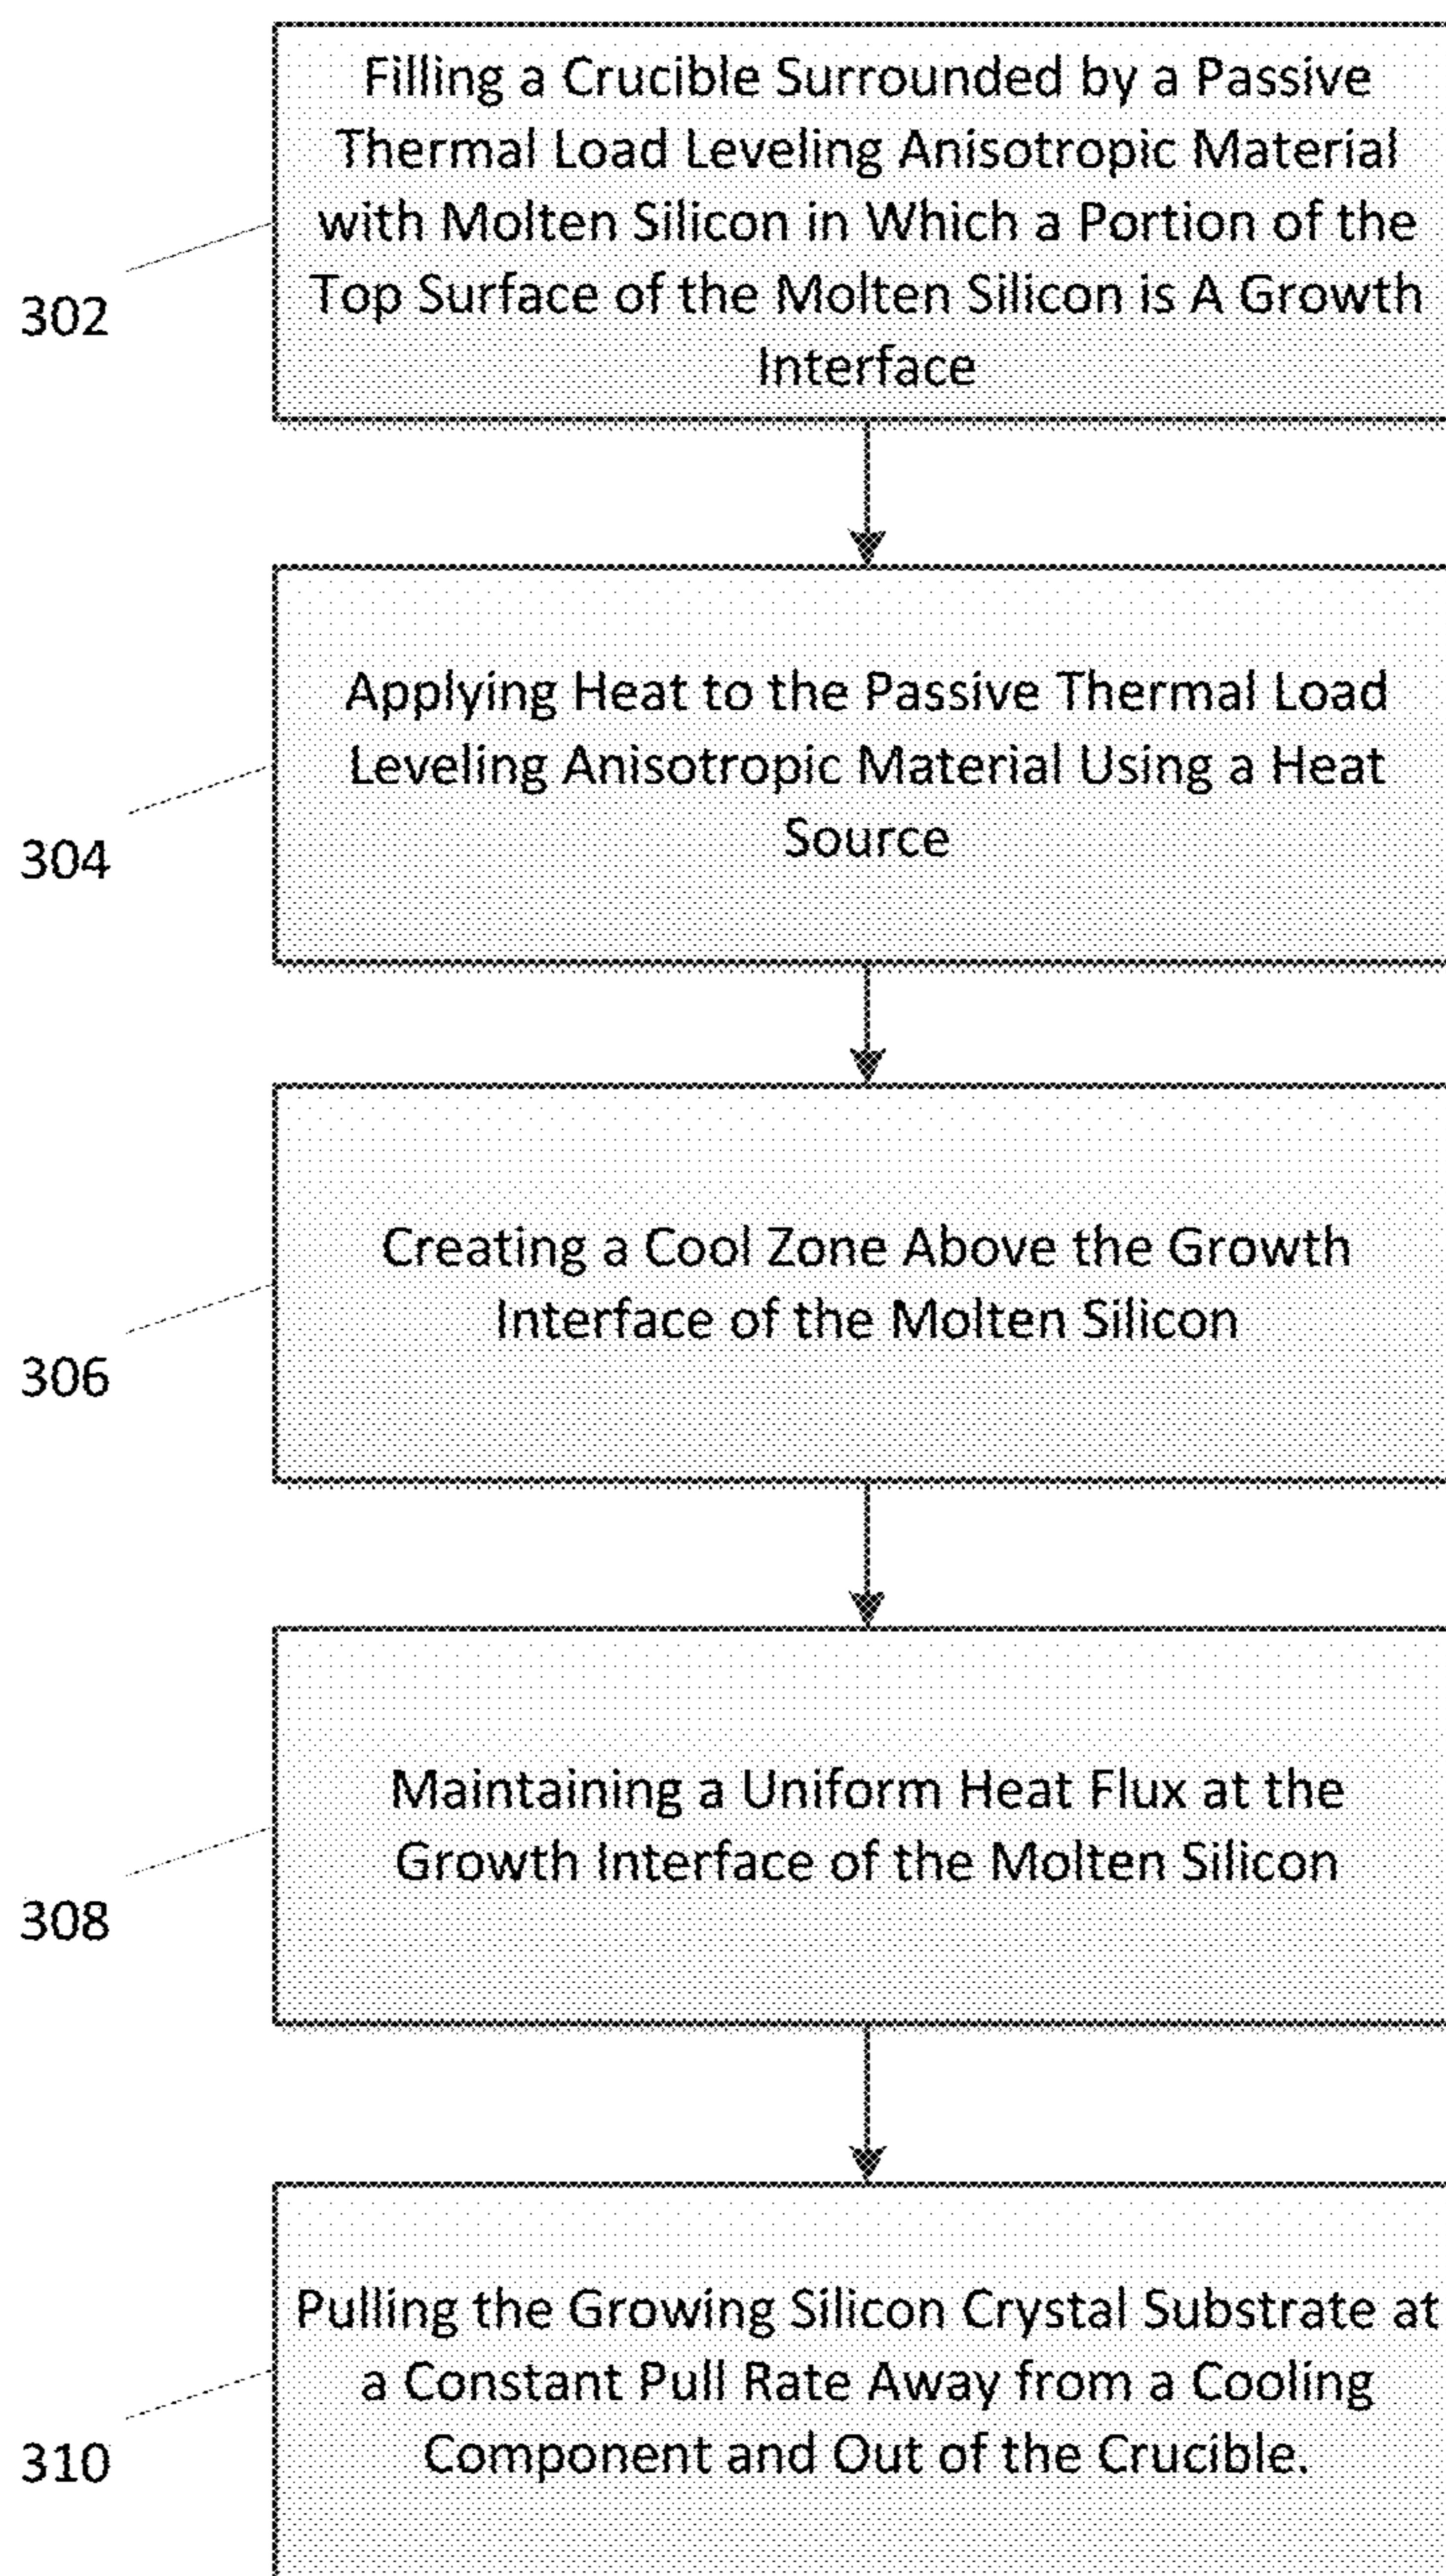 Filling a Crucible Surrounded by a Passive
Thermal Load Leveling Anisotropic Material
with Molten Silicon in Which a Portion of the
Top Surface of the Molten Silicon is A Growth
Interface
302
Applying Heat to the Passive Thermal Load
Leveling Anisotropic Material Using a Heat
Source
304
Creating a Cool Zone Above the Growth
Interface of the Molten Silicon
306
Maintaining a Uniform Heat Flux at the
Growth Interface of the Molten Silicon
308
Pulling the Growing Silicon Crystal Substrate at
a Constant Pull Rate Away from a Cooling
Component and Out of the Crucible.
310